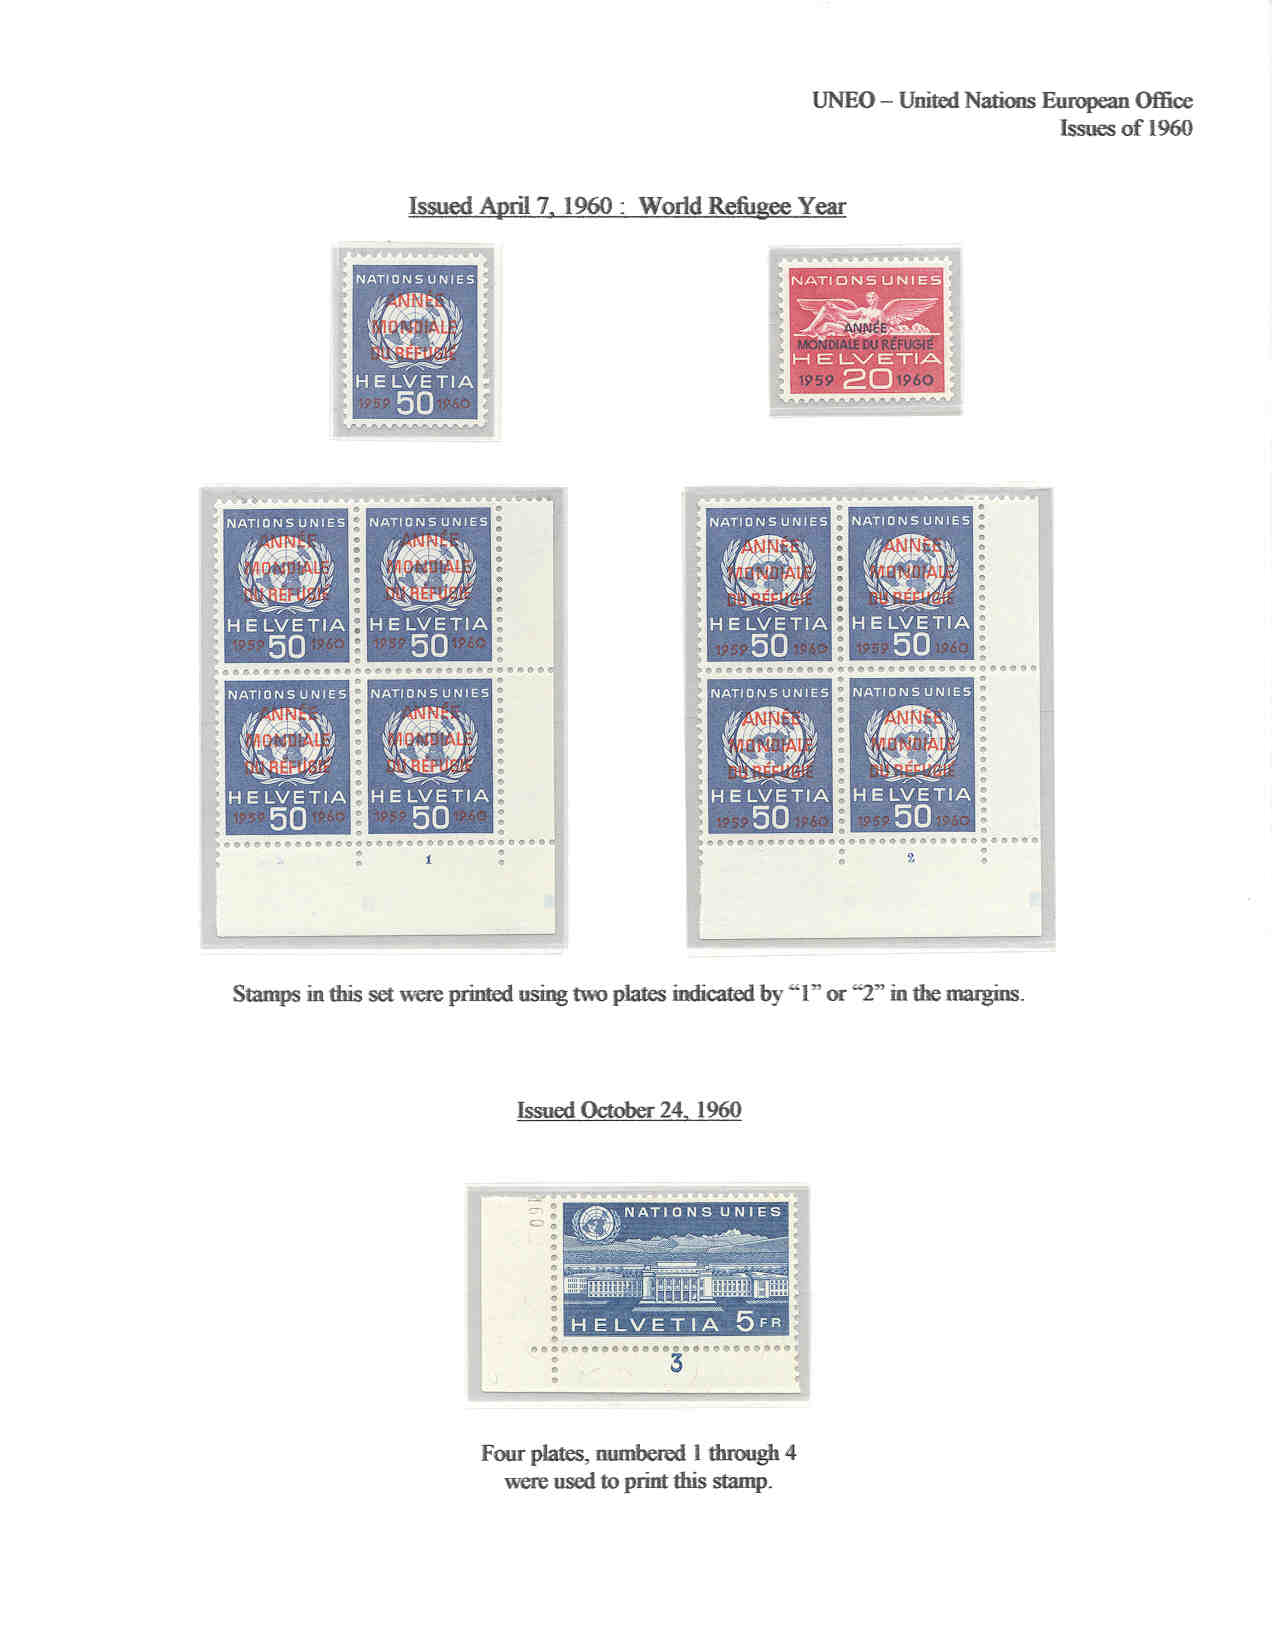 UNEO – United Nations European Office
Issues of 1960
Issued April 7, 1960 : World Refugee Year
NATIONS UNIES
ANNÉE
MONDIALE
DU RÉFUGIÉ
HELVETIA
1959 50 1960
NATIONS UNIES
ANNÉE
MONDIALE DU RÉFUGIÉ
HELVETIA
1959 20 1960
NATIONS UNIES NATIONS UNIES
ANNÉE ANNÉE
MONDIALE MONDIALE
DU RÉFUGIÉ DU RÉFUGIÉ
HELVETIA HELVETIA
1959 50 1960 1959 50 1960
NATIONS UNIES NATIONS UNIES
ANNÉE ANNÉE
MONDIALE MONDIALE
DU RÉFUGIÉ DU RÉFUGIÉ
HELVETIA HELVETIA
1959 50 1960 1959 50 1960
1
NATIONS UNIES NATIONS UNIES
ANNÉE ANNÉE
MONDIALE MONDIALE
DU RÉFUGIÉ DU RÉFUGIÉ
HELVETIA HELVETIA
1959 50 1960 1959 50 1960
NATIONS UNIES NATIONS UNIES
ANNÉE ANNÉE
MONDIALE MONDIALE
DU RÉFUGIÉ DU RÉFUGIÉ
HELVETIA HELVETIA
1959 50 1960 1959 50 1960
2
Stamps in this set were printed using two plates indicated by “1” or “2” in the margins.
Issued October 24, 1960
NATIONS UNIES
HELVETIA 5 FR
3
Four plates, numbered 1 through 4
were used to print this stamp.